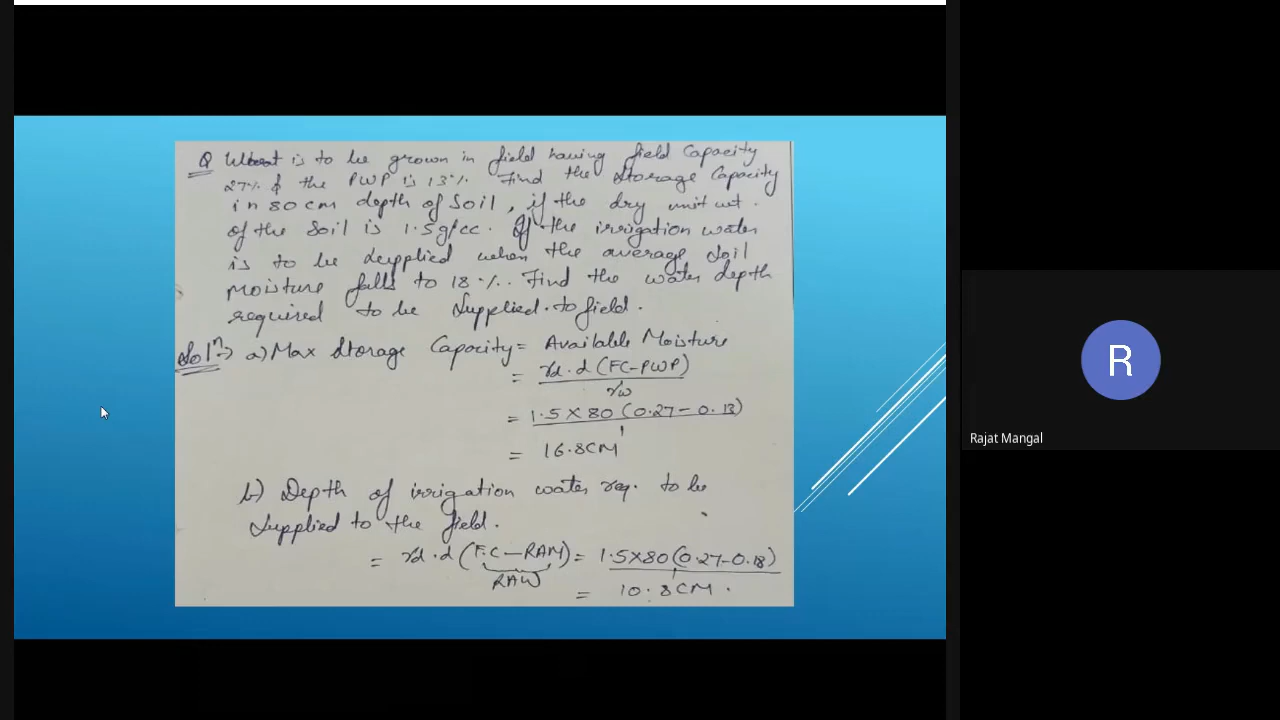 Q Wheat is to be grown in field having field Capacity
27% & the PWP is 13%. Find the Storage Capacity
in 80 cm depth of Soil, if the dry unit wt.
of the Soil is 1.5g/cc. If the irrigation water
is to be supplied when the average Soil
Moisture falls to 18%. Find the water depth
required to be Supplied to field.
Solⁿ→ a) Max Storage Capacity = Available Moisture
= γd.d (FC-PWP)
γw
= 1.5 X 80 (0.27 - 0.13)
1
= 16.8CM
b) Depth of irrigation water req. to be
Supplied to the field.
= γd.d (F.C - RAM) = 1.5X80(0.27-0.18)
RAW
1
= 10.8CM.
R
Rajat Mangal